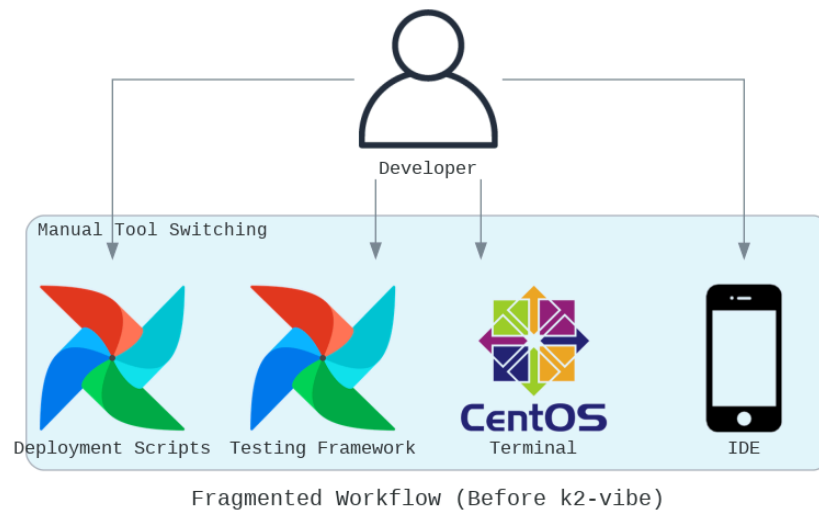 Developer
Manual Tool Switching
CentOS
Deployment Scripts
Testing Framework
Terminal
IDE
Fragmented Workflow (Before k2-vibe)